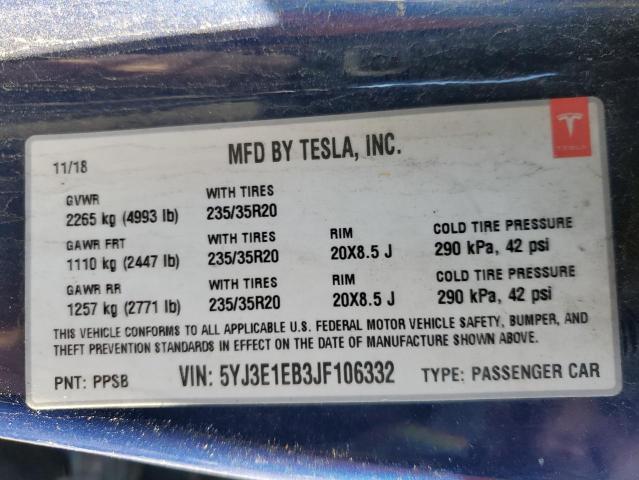 11/18
MFD BY TESLA, INC.
TESLA
GVWR WITH TIRES
2265 kg (4993 lb) 235/35R20
GAWR FRT WITH TIRES RIM COLD TIRE PRESSURE
1110 kg (2447 lb) 235/35R20 20X8.5 J 290 kPa, 42 psi
GAWR RR WITH TIRES RIM COLD TIRE PRESSURE
1257 kg (2771 lb) 235/35R20 20X8.5 J 290 kPa, 42 psi
THIS VEHICLE CONFORMS TO ALL APPLICABLE U.S. FEDERAL MOTOR VEHICLE SAFETY, BUMPER, AND
THEFT PREVENTION STANDARDS IN EFFECT ON THE DATE OF MANUFACTURE SHOWN ABOVE.
PNT: PPSB VIN: 5YJ3E1EB3JF106332 TYPE: PASSENGER CAR